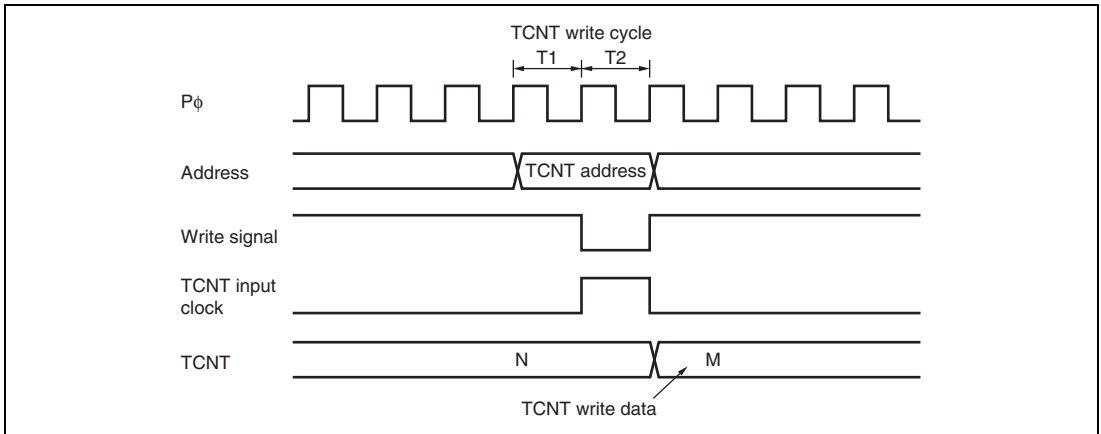 TCNT write cycle
T1 T2
Pϕ
Address
TCNT address
Write signal
TCNT input
clock
TCNT
N
M
TCNT write data